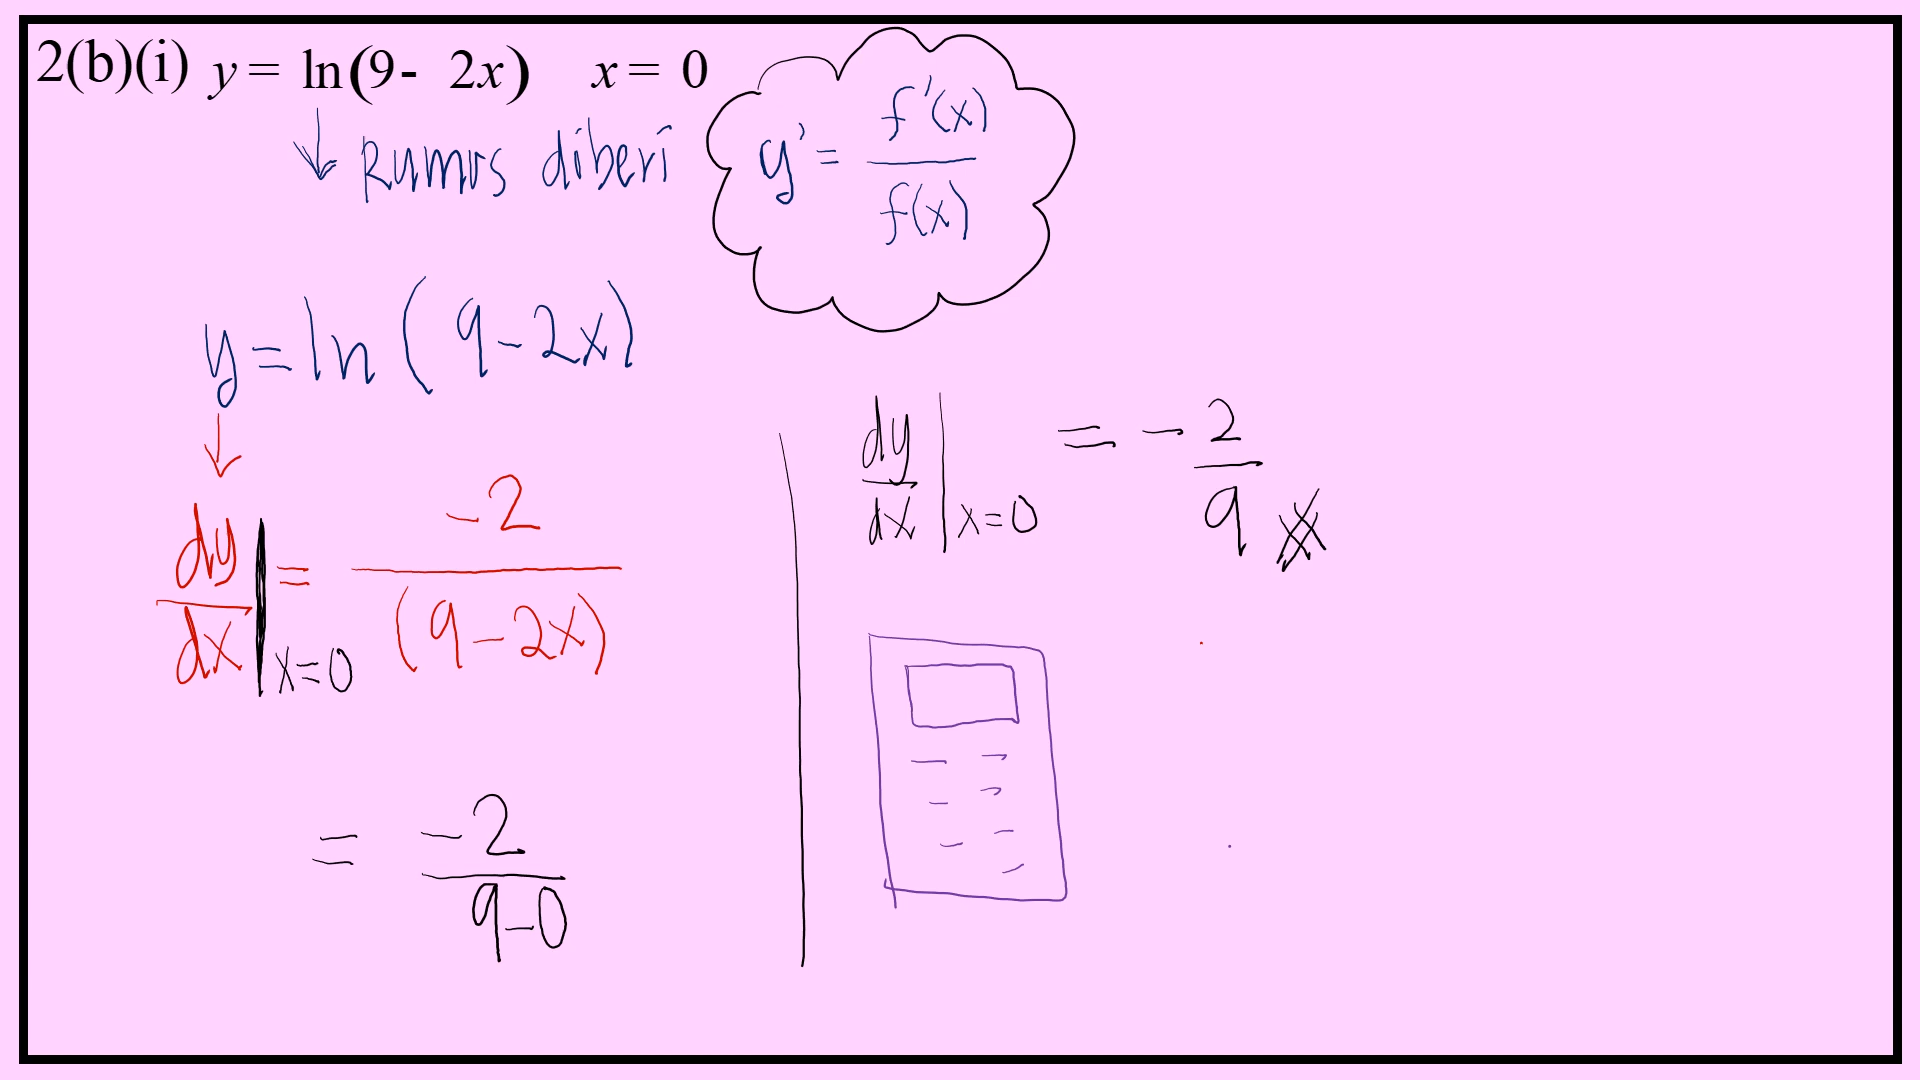 2(b)(i) y = ln(9 - 2x) x = 0
Rumus diberi
y' = f'(x) / f(x)
y = ln (9 - 2x)
dy/dx | x=0 = -2 / (9 - 2x)
= -2 / 9 - 0
dy/dx | x=0 = - 2/9